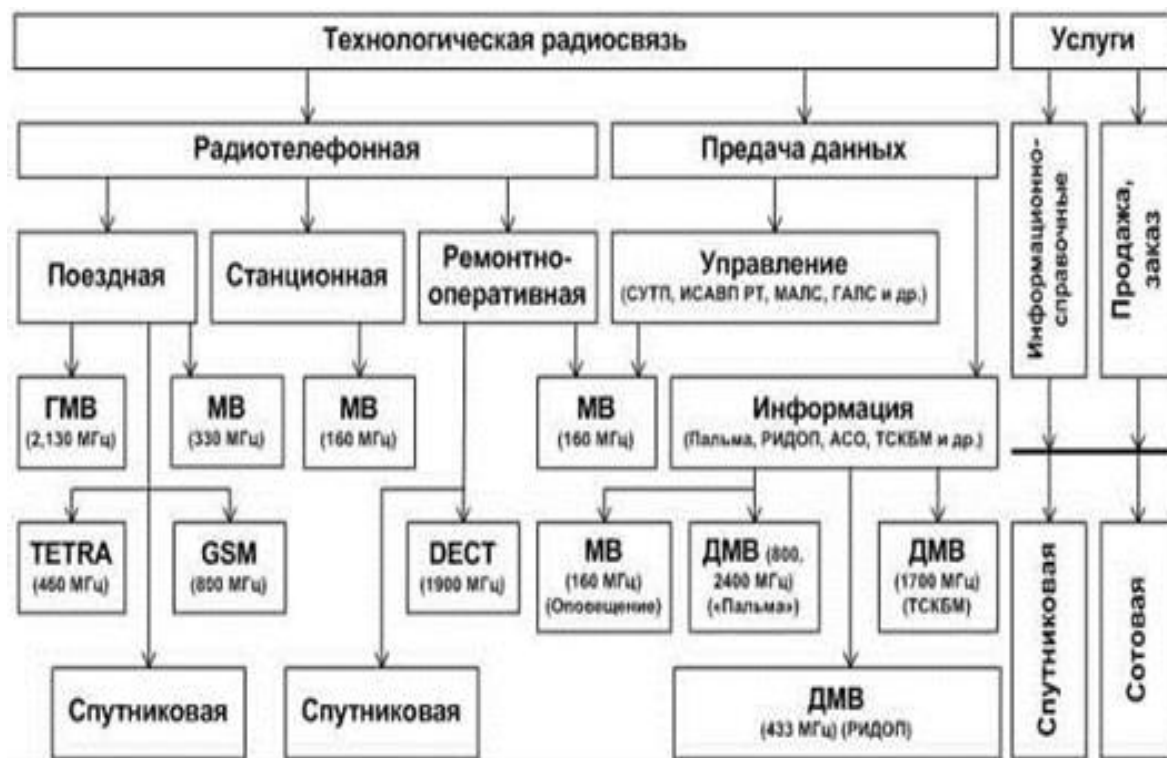 Технологическая радиосвязь
Услуги
Радиотелефонная
Предача данных
Информационно-
справочные
Продажа,
заказ
Поездная
Станционная
Ремонтно-
оперативная
Управление
(СУТП, ИСАВП РТ, МАЛС, ГАЛС и др.)
ГМВ
(2,130 МГц)
МВ
(330 МГц)
МВ
(160 МГц)
МВ
(160 МГц)
Информация
(Пальма, РИДОП, АСО, ТСКБМ и др.)
TETRA
(460 МГц)
GSM
(800 МГц)
DECT
(1900 МГц)
МВ
(160 МГц)
(Оповещение)
ДМВ (800,
2400 МГц)
(«Пальма»)
ДМВ
(1700 МГц)
(ТСКБМ)
Спутниковая
Сотовая
Спутниковая
Спутниковая
ДМВ
(433 МГц) (РИДОП)